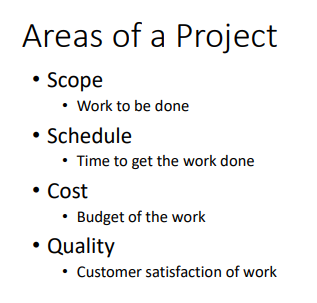 Areas of a Project
• Scope
• Work to be done
• Schedule
• Time to get the work done
• Cost
• Budget of the work
• Quality
• Customer satisfaction of work